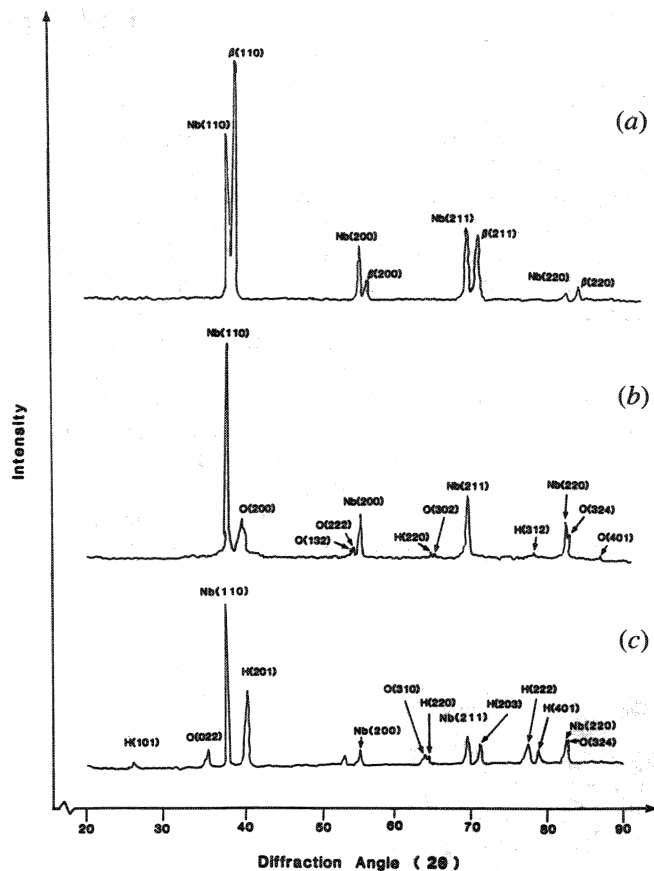 β(110)
Nb(110)
(a)
Nb(200)
β(200)
Nb(211)
β(211)
Nb(220)
β(220)
Nb(110)
(b)
O(200)
O(132)
O(222)
Nb(200)
H(220)
O(302)
Nb(211)
H(312)
Nb(220)
O(324)
O(401)
Nb(110)
(c)
H(101)
O(022)
H(201)
Nb(200)
O(310)
H(220)
Nb(211)
H(203)
H(222)
H(401)
Nb(220)
O(324)
Intensity
20 30 40 50 60 70 80 90
Diffraction Angle ( 2θ )